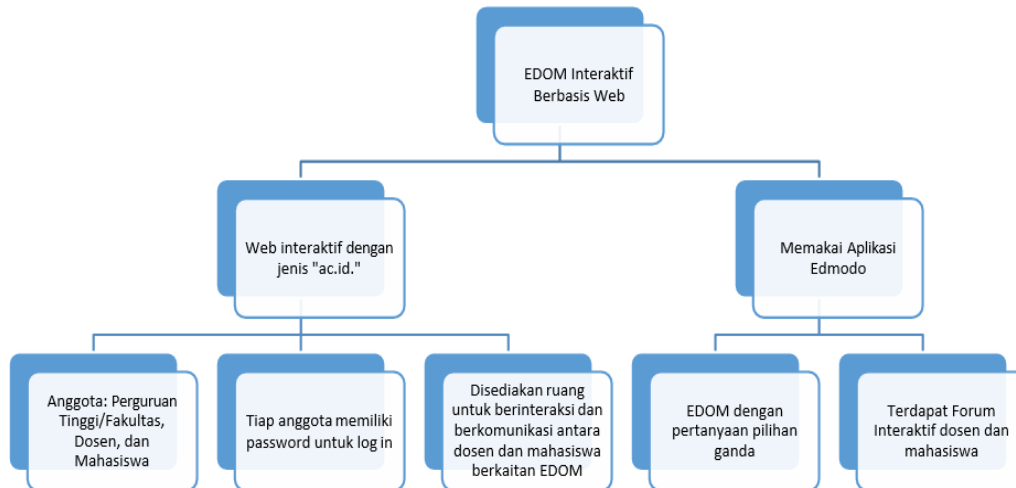 EDOM Interaktif
Berbasis Web
Web interaktif dengan
jenis "ac.id."
Memakai Aplikasi
Edmodo
Anggota: Perguruan
Tinggi/Fakultas,
Dosen, dan
Mahasiswa
Tiap anggota memiliki
password untuk log in
Disediakan ruang
untuk berinteraksi dan
berkomunikasi antara
dosen dan mahasiswa
berkaitan EDOM
EDOM dengan
pertanyaan pilihan
ganda
Terdapat Forum
Interaktif dosen dan
mahasiswa